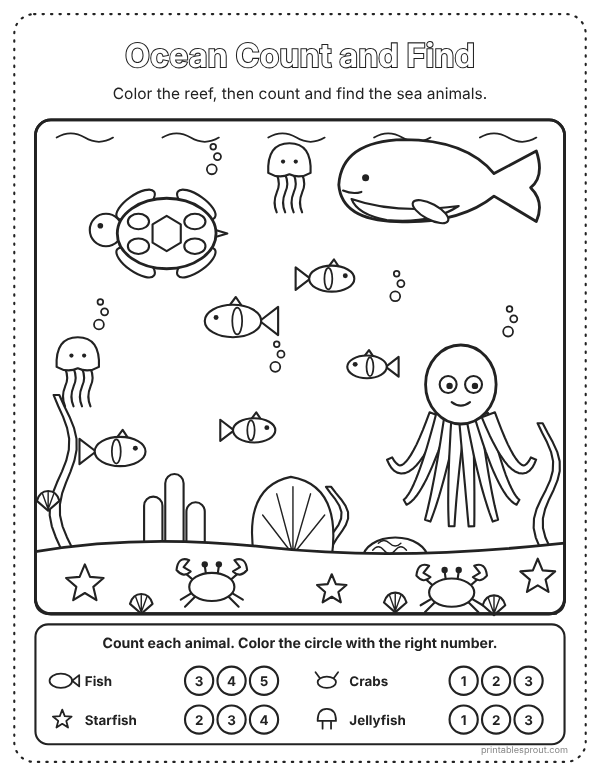 Ocean Count and Find
Color the reef, then count and find the sea animals.
Count each animal. Color the circle with the right number.
Fish 3 4 5 Crabs 1 2 3
Starfish 2 3 4 Jellyfish 1 2 3
printablesprout.com